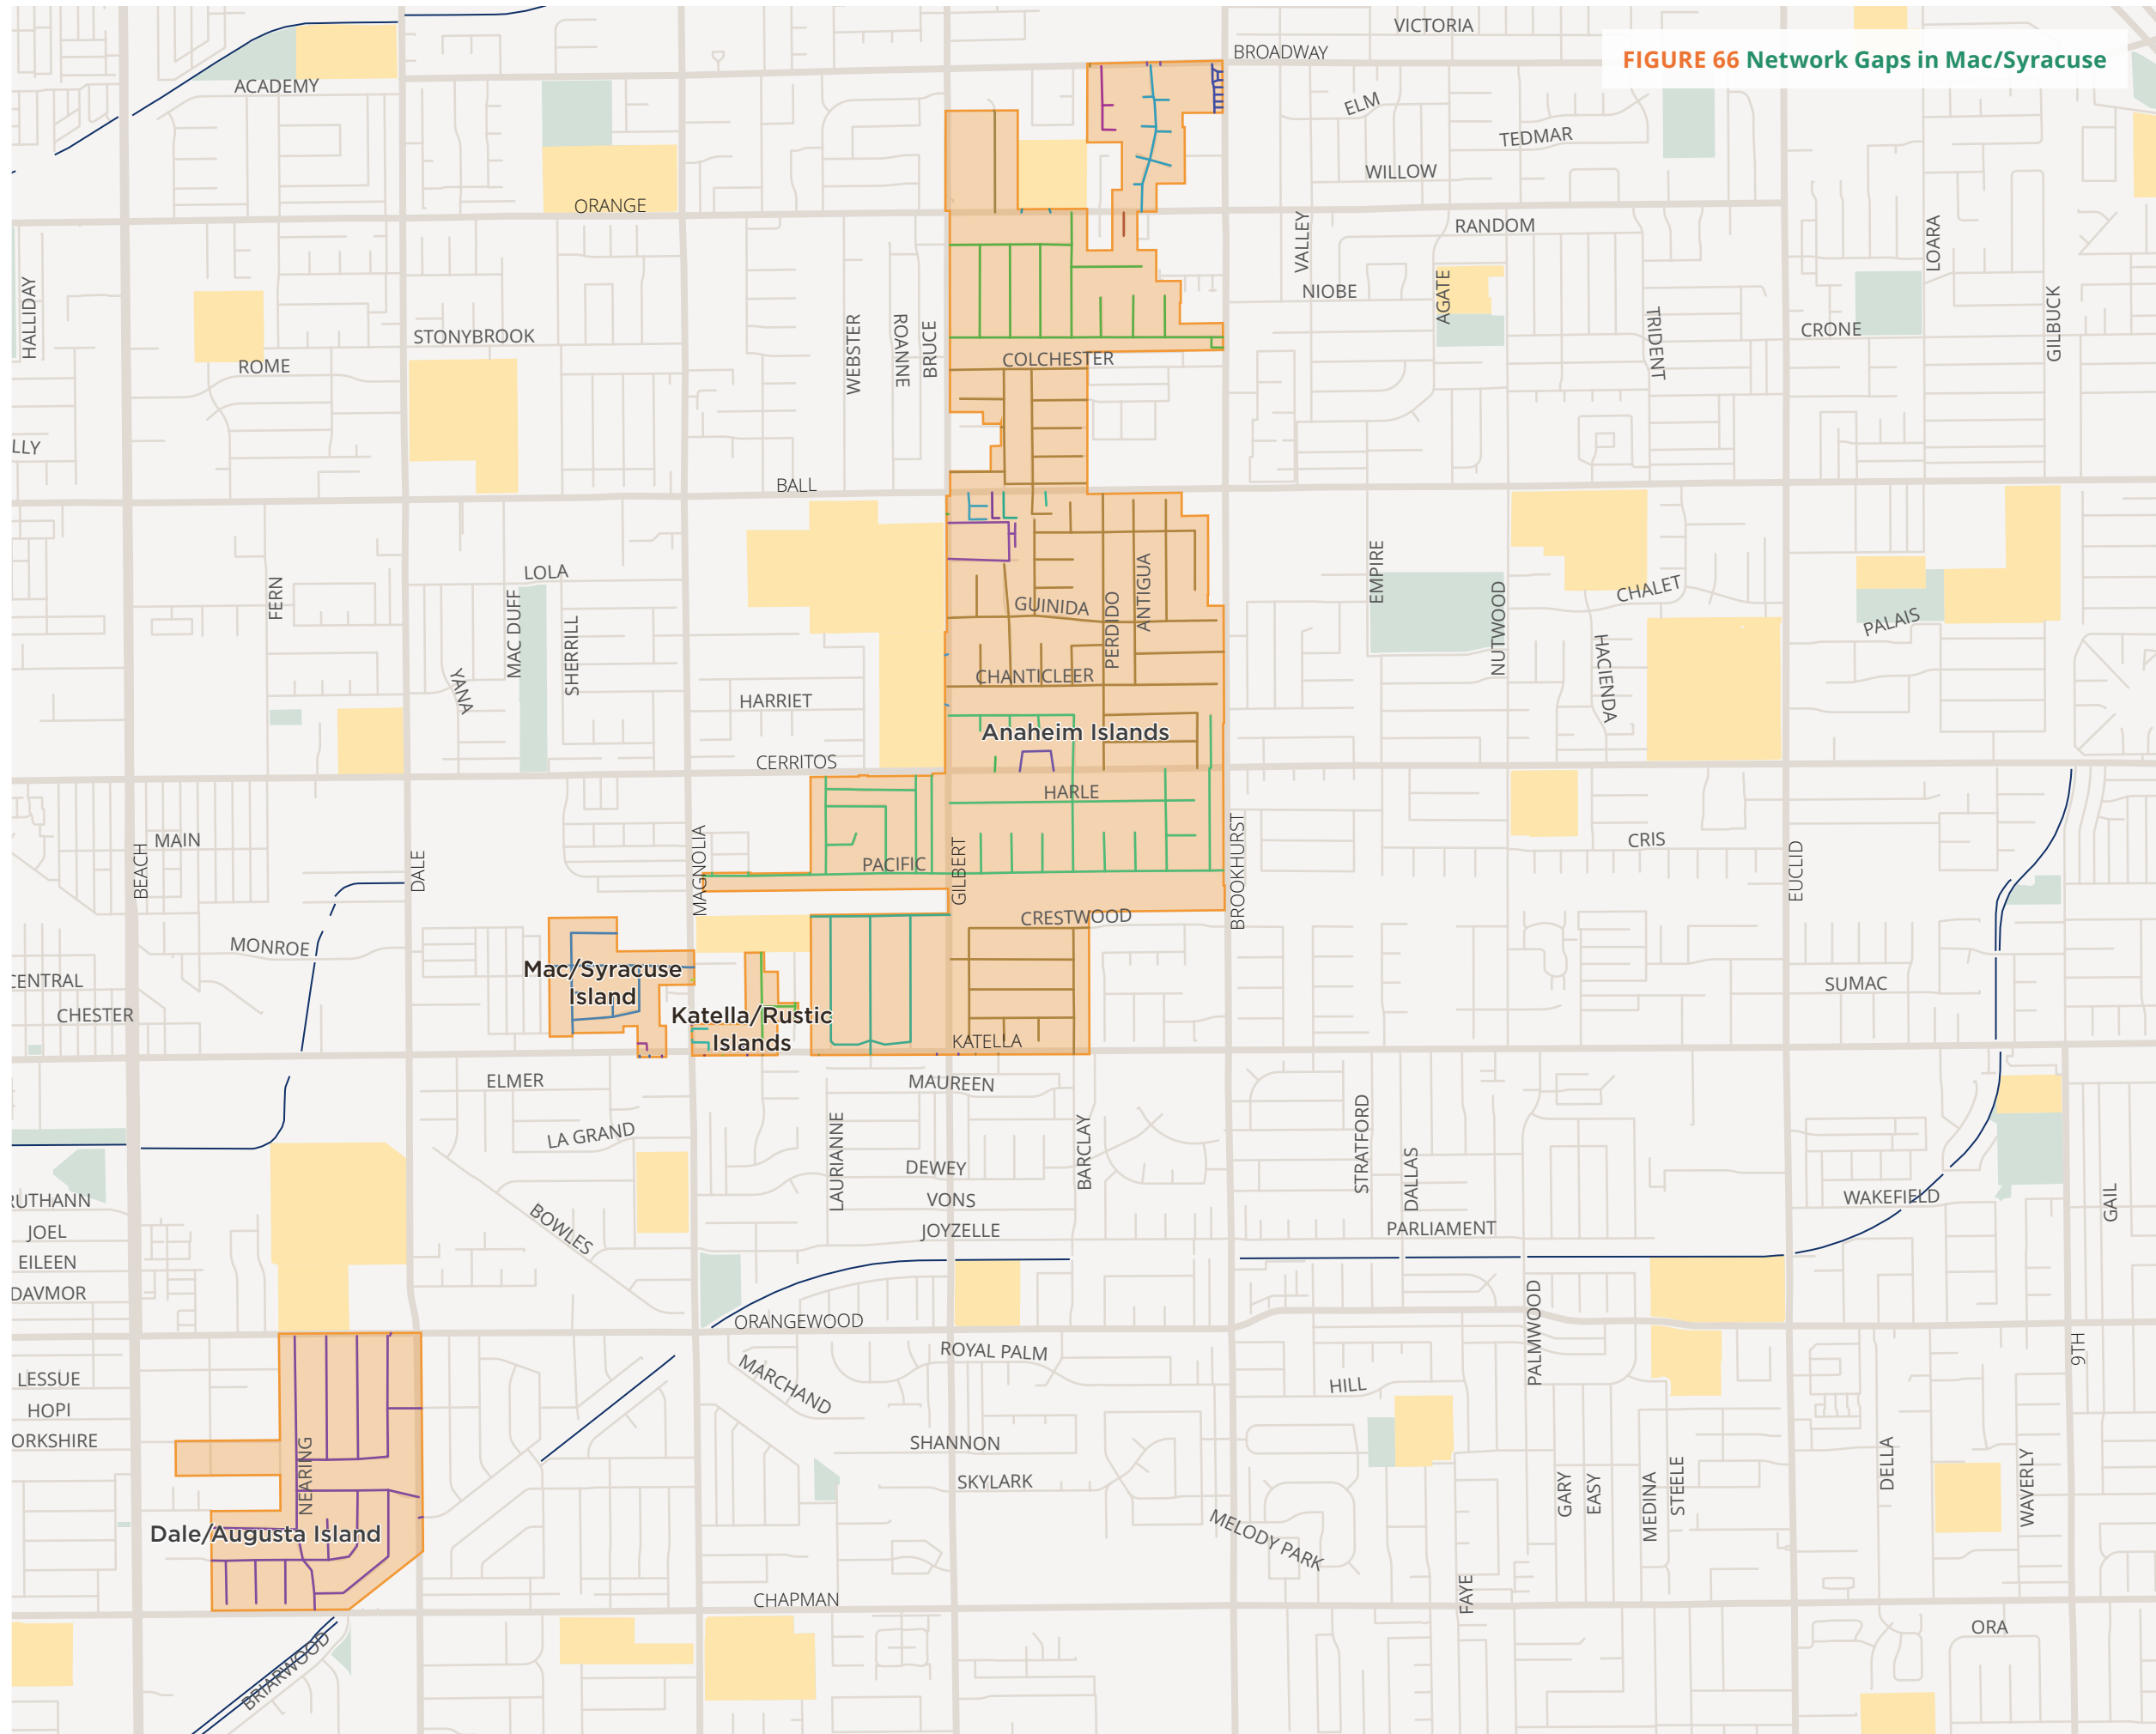 VICTORIA
BROADWAY
FIGURE 66 Network Gaps in Mac/Syracuse
ACADEMY
ELM
TEDMAR
WILLOW
ORANGE
RANDOM
VALLEY
LOARA
HALLIDAY
NIOBE
AGATE
GILBUCK
STONYBROOK
WEBSTER
ROANNE
BRUCE
TRIDENT
CRONE
ROME
COLCHESTER
LLY
BALL
LOLA
FERN
MAC DUFF
SHERRILL
YANA
GUINIDA
PERDIDO
ANTIGUA
EMPIRE
NUTWOOD
CHALET
HACIENDA
PALAIS
HARRIET
CHANTICLEER
Anaheim Islands
CERRITOS
HARLE
MAIN
BEACH
DALE
MAGNOLIA
PACIFIC
GILBERT
BROOKHURST
CRIS
EUCLID
CRESTWOOD
MONROE
Mac/Syracuse
Island
CENTRAL
SUMAC
CHESTER
Katella/Rustic
Islands
KATELLA
ELMER
MAUREEN
LA GRAND
LAURIANNE
BARCLAY
STRATFORD
DALLAS
DEWEY
RUTHANN
VONS
WAKEFIELD
GAIL
JOEL
BOWLES
JOYZELLE
PARLIAMENT
EILEEN
DAVMOR
ORANGEWOOD
PALMWOOD
ROYAL PALM
9TH
LESSUE
MARCHAND
HILL
HOPI
ORKSHIRE
NEARING
SHANNON
SKYLARK
GARY
EASY
MEDINA
STEELE
DELLA
WAVERLY
Dale/Augusta Island
MELODY PARK
FAYE
CHAPMAN
ORA
BRIARWOOD